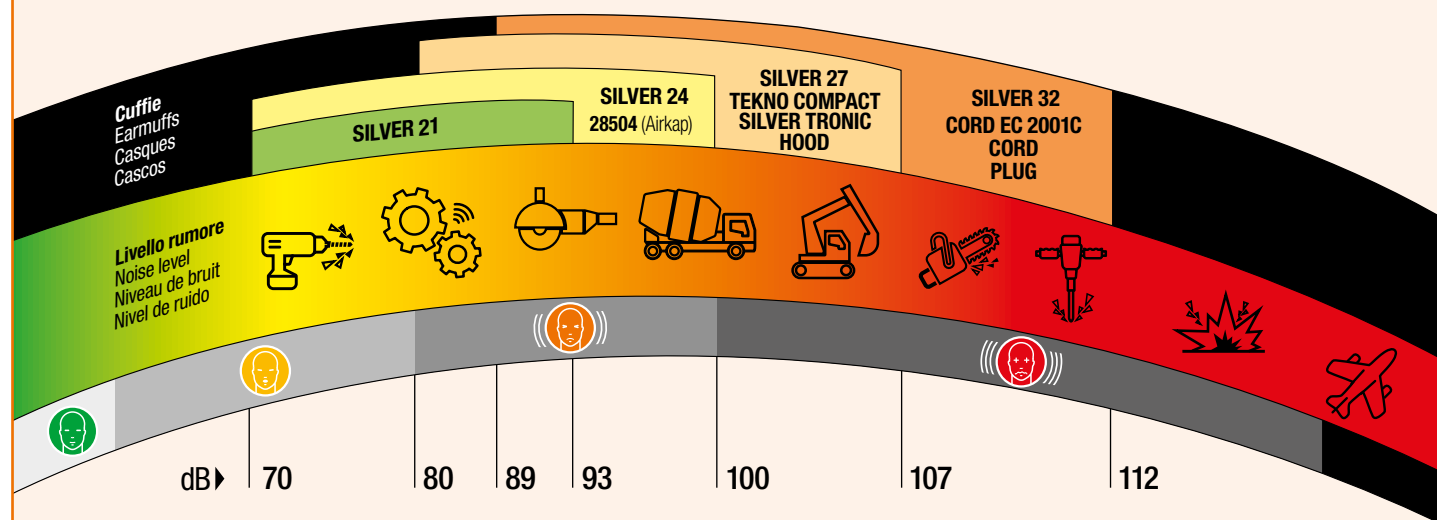 Cuffie
Earmuffs
Casques
Cascos
SILVER 21
SILVER 24
28504 (Airkap)
SILVER 27
TEKNO COMPACT
SILVER TRONIC
HOOD
SILVER 32
CORD EC 2001C
CORD
PLUG
Livello rumore
Noise level
Niveau de bruit
Nivel de ruido
dB 70 80 89 93 100 107 112